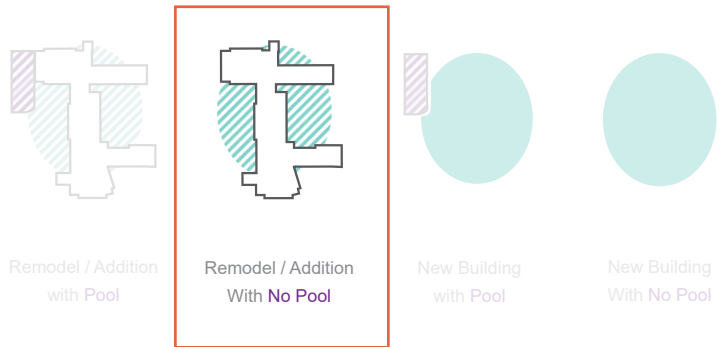 Remodel / Addition
with Pool
Remodel / Addition
With No Pool
New Building
with Pool
New Building
With No Pool